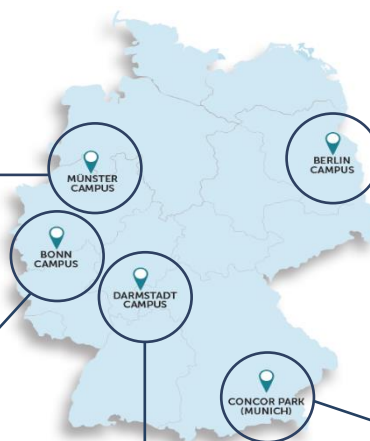 MÜNSTER
CAMPUS
BERLIN
CAMPUS
BONN
CAMPUS
DARMSTADT
CAMPUS
CONCOR PARK
(MUNICH)